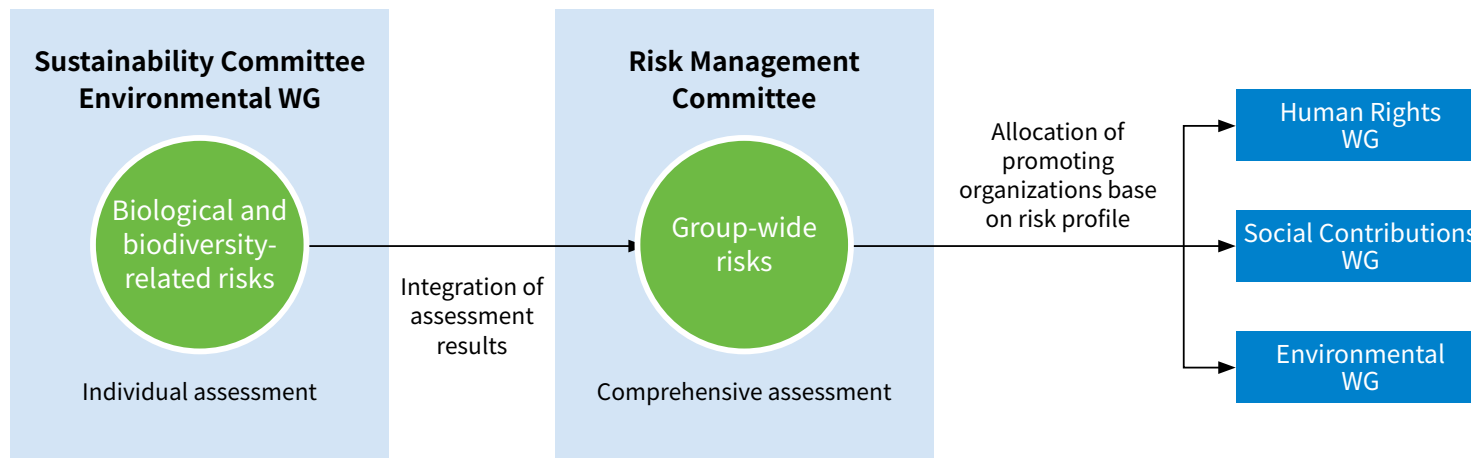 Sustainability Committee
Environmental WG
Biological and
biodiversity-
related risks
Individual assessment
Integration of
assessment
results
Risk Management
Committee
Group-wide
risks
Comprehensive assessment
Allocation of
promoting
organizations base
on risk profile
Human Rights
WG
Social Contributions
WG
Environmental
WG